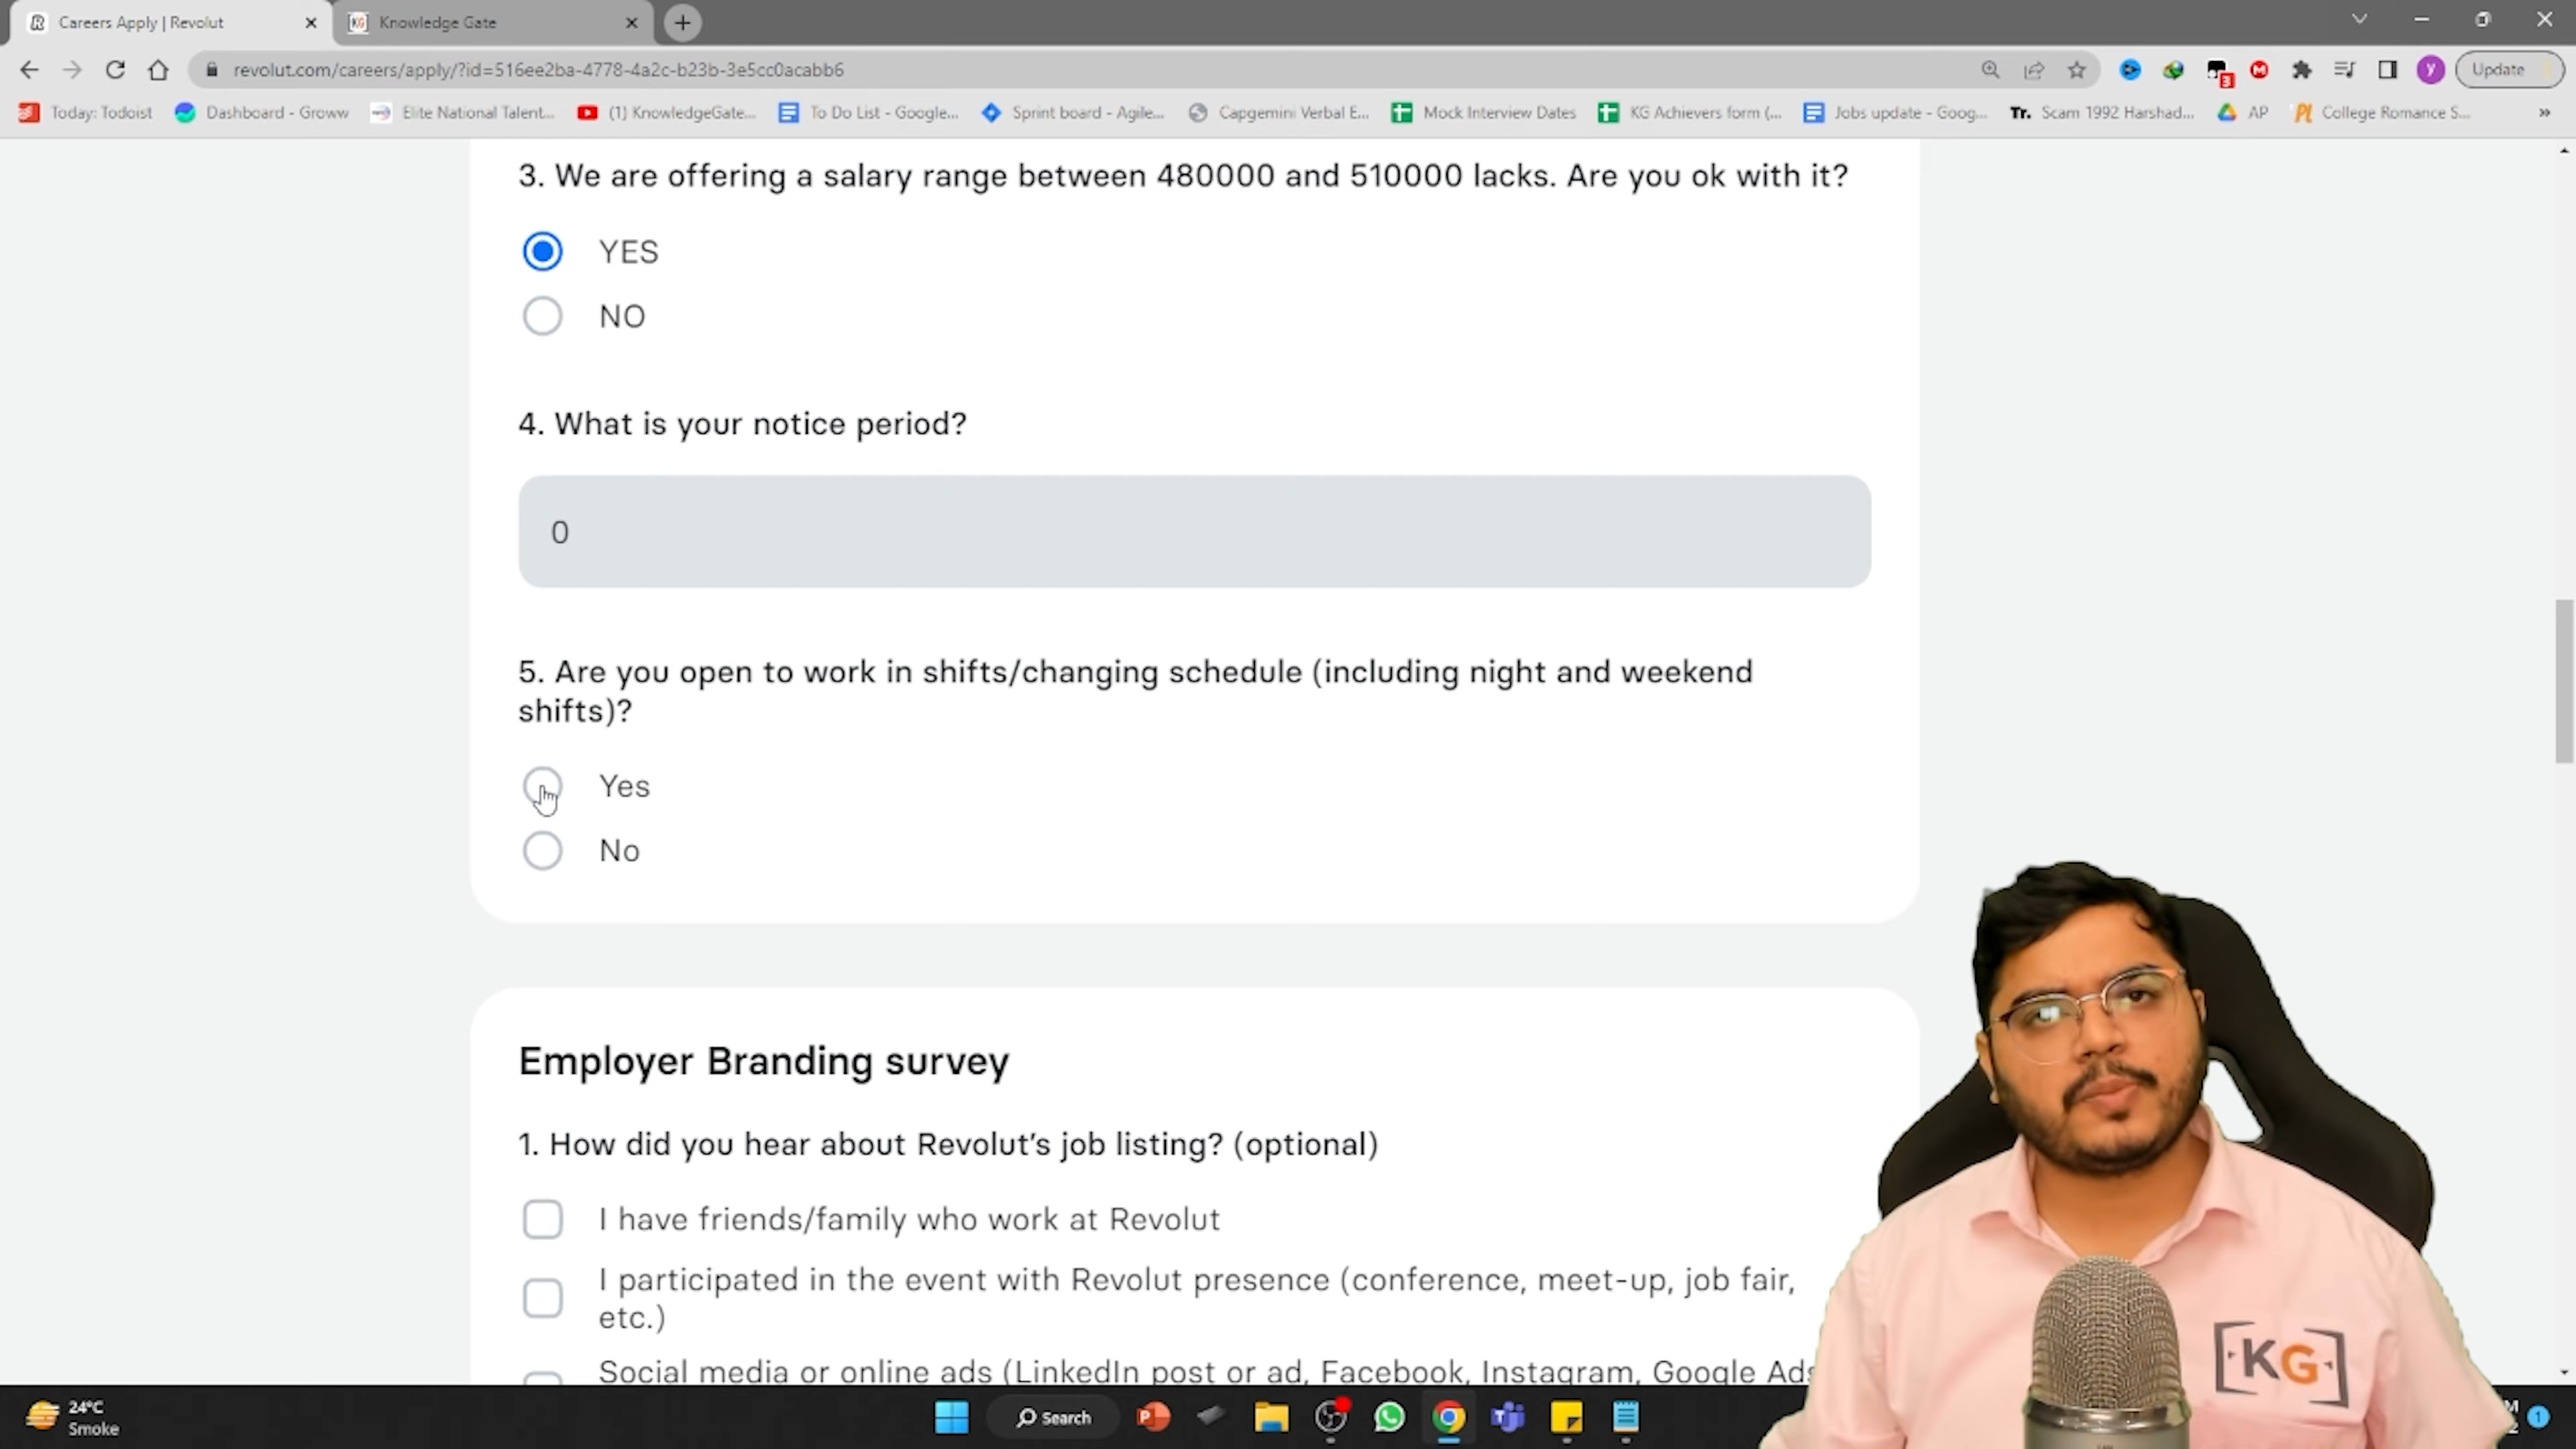 Careers Apply | Revolut
Knowledge Gate
revolut.com/careers/apply/?id=516ee2ba-4778-4a2c-b23b-3e5cc0acabb6
Update
Today: Todoist
Dashboard - Groww
Elite National Talent...
(1) KnowledgeGate...
To Do List - Google...
Sprint board - Agile...
Capgemini Verbal E...
Mock Interview Dates
KG Achievers form (...
Jobs update - Goog...
Tr. Scam 1992 Harshad...
AP
College Romance S...
3. We are offering a salary range between 480000 and 510000 lacks. Are you ok with it?
YES
NO
4. What is your notice period?
0
5. Are you open to work in shifts/changing schedule (including night and weekend
shifts)?
Yes
No
Employer Branding survey
1. How did you hear about Revolut's job listing? (optional)
I have friends/family who work at Revolut
I participated in the event with Revolut presence (conference, meet-up, job fair,
etc.)
Social media or online ads (LinkedIn post or ad, Facebook, Instagram, Google Ads
KG
24°C
Smoke
Search
1